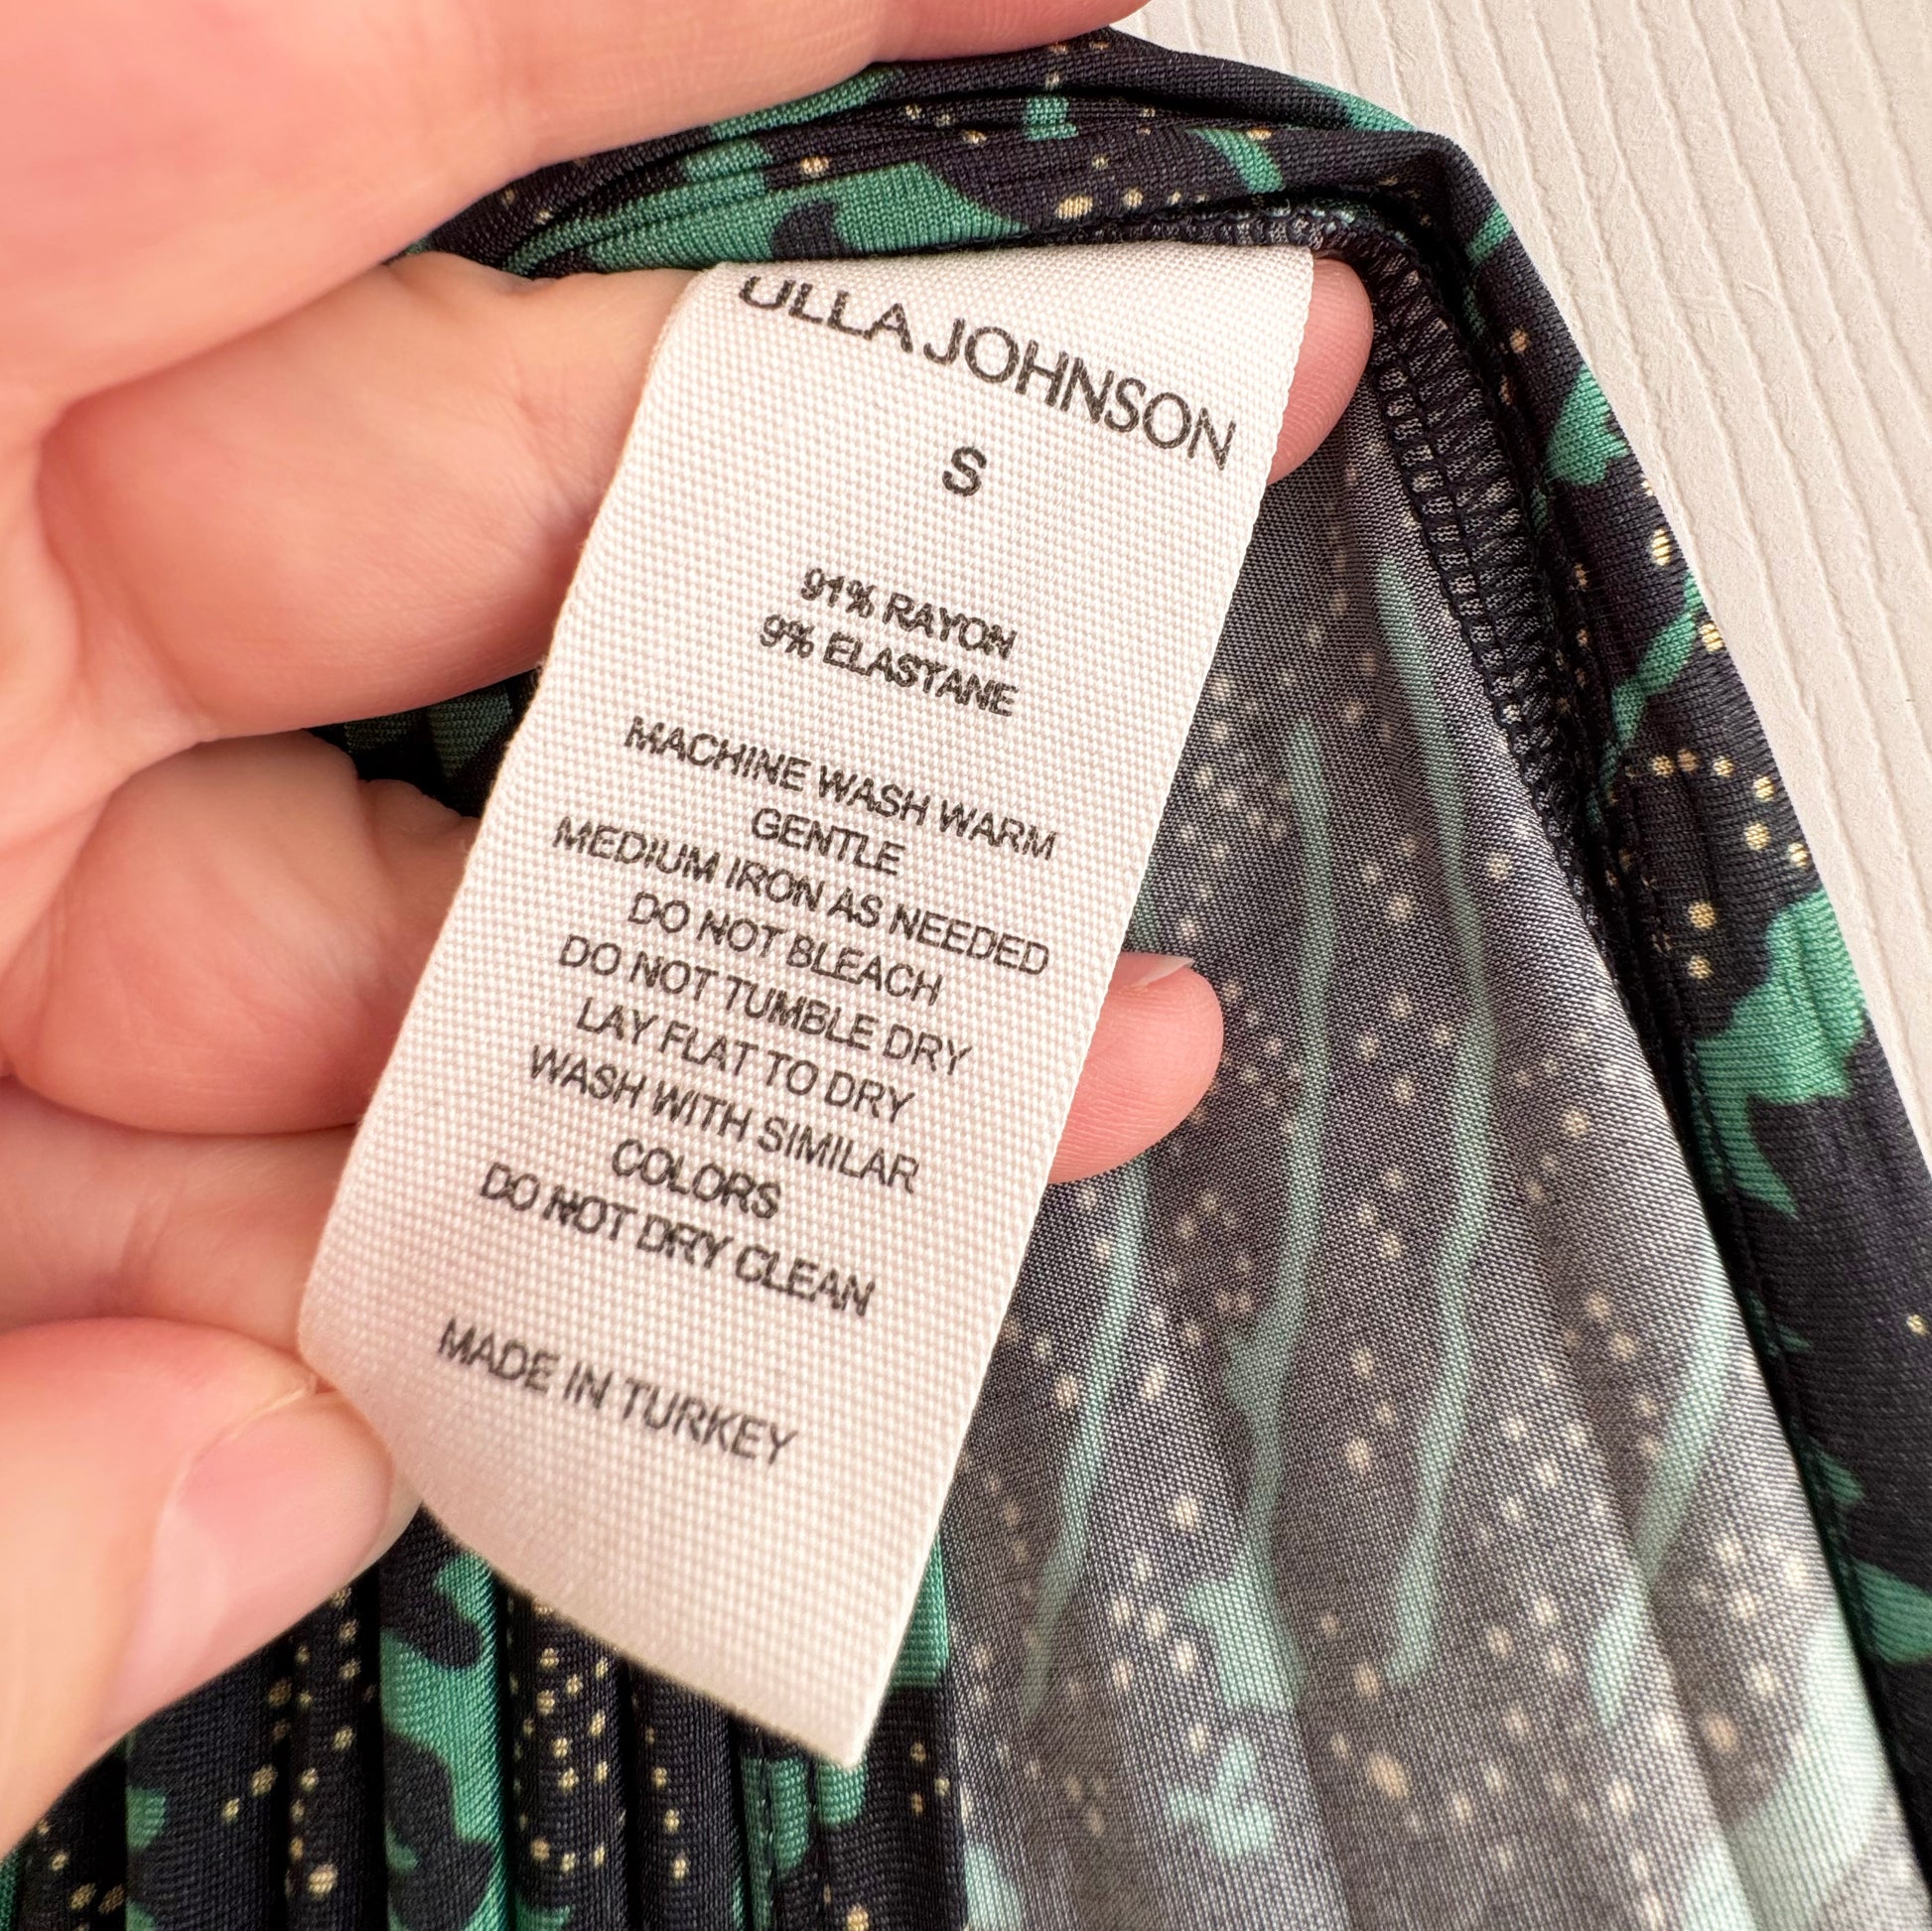 ULLA JOHNSON
S
91% RAYON
9% ELASTANE
MACHINE WASH WARM
GENTLE
MEDIUM IRON AS NEEDED
DO NOT BLEACH
DO NOT TUMBLE DRY
LAY FLAT TO DRY
WASH WITH SIMILAR
COLORS
DO NOT DRY CLEAN
MADE IN TURKEY